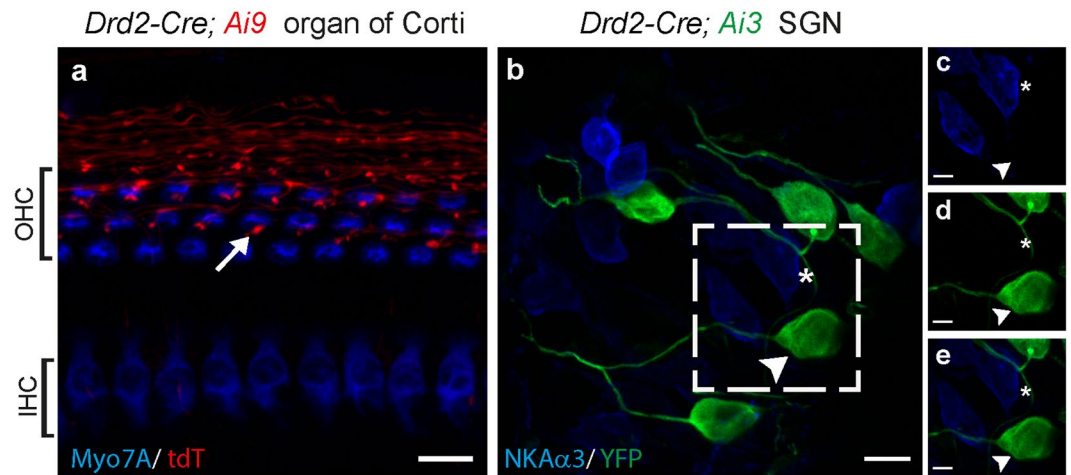 Drd2-Cre; Ai9 organ of Corti
Drd2-Cre; Ai3 SGN
a
OHC
IHC
Myo7A/ tdT
b
*
NKAα3/ YFP
c
*
d
*
e
*